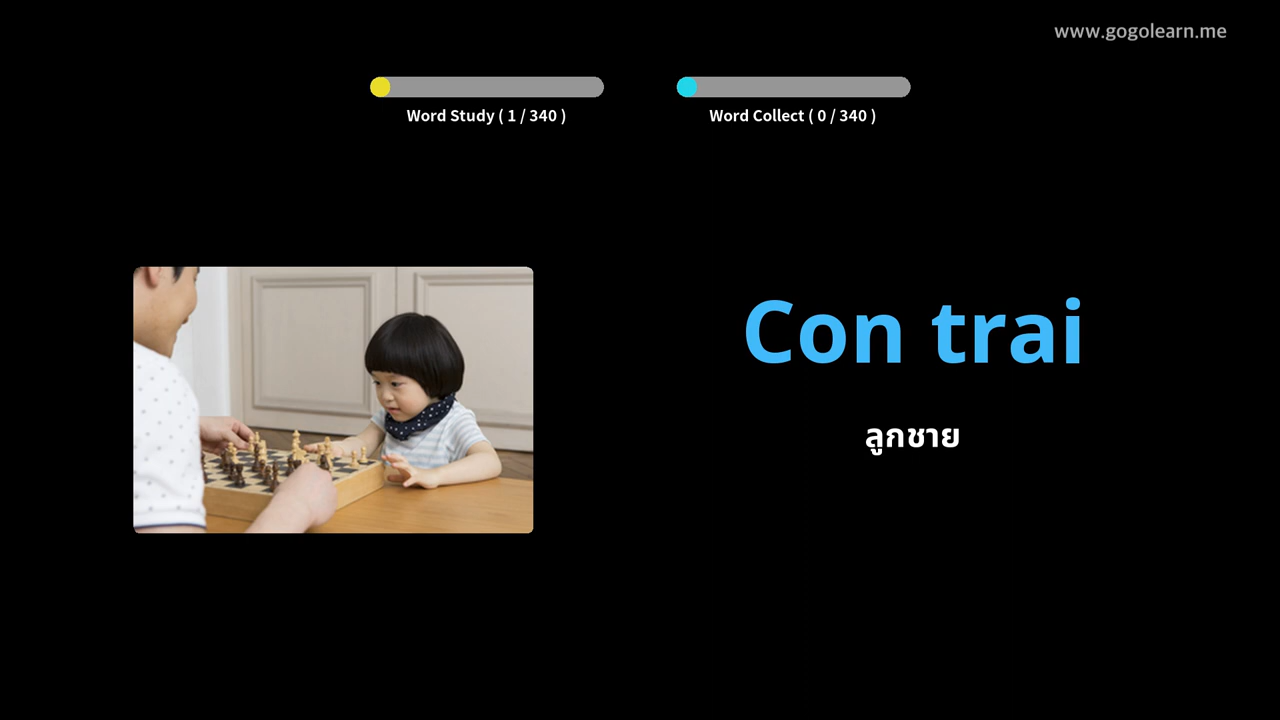 www.gogolearn.me
Word Study ( 1 / 340 )
Word Collect ( 0 / 340 )
Con trai
ลูกชาย